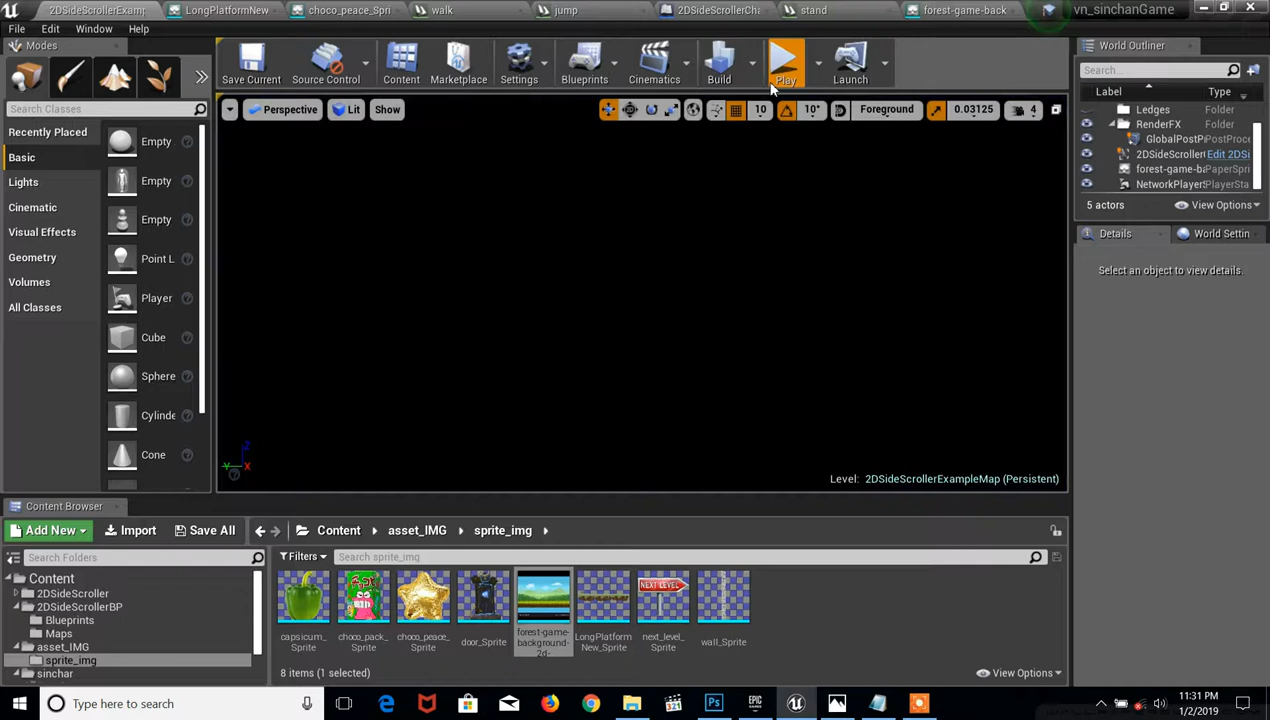 2DSideScrollerExamp
LongPlatformNew
choco_peace_Spri
walk
jump
2DSideScrollerCha
stand
forest-game-back
vn_sinchanGame
File
Edit
Window
Help
Modes
World Outliner
Save Current
Source Control
Content
Marketplace
Settings
Blueprints
Cinematics
Build
Play
Launch
Search...
Label
Type
Search Classes
Perspective
Lit
Show
10
10°
Foreground
0.03125
4
Ledges
Folder
RenderFX
Folder
GlobalPostPr
PostProce
2DSideScroller
Edit 2DSi
forest-game-ba
PaperSpri
NetworkPlayerS
PlayerSta
5 actors
View Options
Recently Placed
Basic
Lights
Cinematic
Visual Effects
Geometry
Volumes
All Classes
Empty
Empty
Empty
Point L
Player
Cube
Sphere
Cylinde
Cone
Details
World Settin
Select an object to view details.
Z
Y
X
Level: 2DSideScrollerExampleMap (Persistent)
Content Browser
Add New
Import
Save All
Content
asset_IMG
sprite_img
Search Folders
Filters
Search sprite_img
Content
2DSideScroller
2DSideScrollerBP
Blueprints
Maps
asset_IMG
sprite_img
sinchar
NEXT LEVEL
capsicum_
Sprite
choco_pack_
Sprite
choco_peace_
Sprite
door_Sprite
forest-game-
background-
2d-
LongPlatform
New_Sprite
next_level_
Sprite
wall_Sprite
8 items (1 selected)
View Options
Type here to search
11:31 PM
1/2/2019